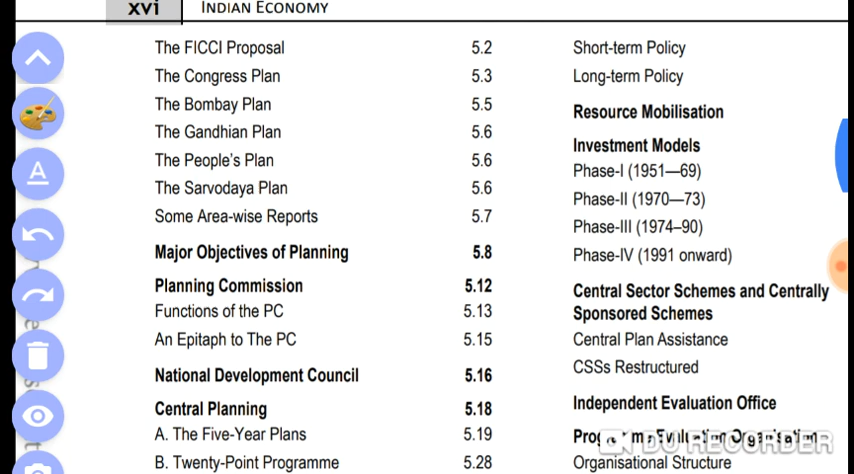 xvi INDIAN ECONOMY
The FICCI Proposal 5.2
The Congress Plan 5.3
The Bombay Plan 5.5
The Gandhian Plan 5.6
The People's Plan 5.6
The Sarvodaya Plan 5.6
Some Area-wise Reports 5.7
Major Objectives of Planning 5.8
Planning Commission 5.12
Functions of the PC 5.13
An Epitaph to The PC 5.15
National Development Council 5.16
Central Planning 5.18
A. The Five-Year Plans 5.19
B. Twenty-Point Programme 5.28
Short-term Policy
Long-term Policy
Resource Mobilisation
Investment Models
Phase-I (1951—69)
Phase-II (1970—73)
Phase-III (1974–90)
Phase-IV (1991 onward)
Central Sector Schemes and Centrally
Sponsored Schemes
Central Plan Assistance
CSSs Restructured
Independent Evaluation Office
Programme Evaluation Organisation
Organisational Structure
DU RECORDER
A